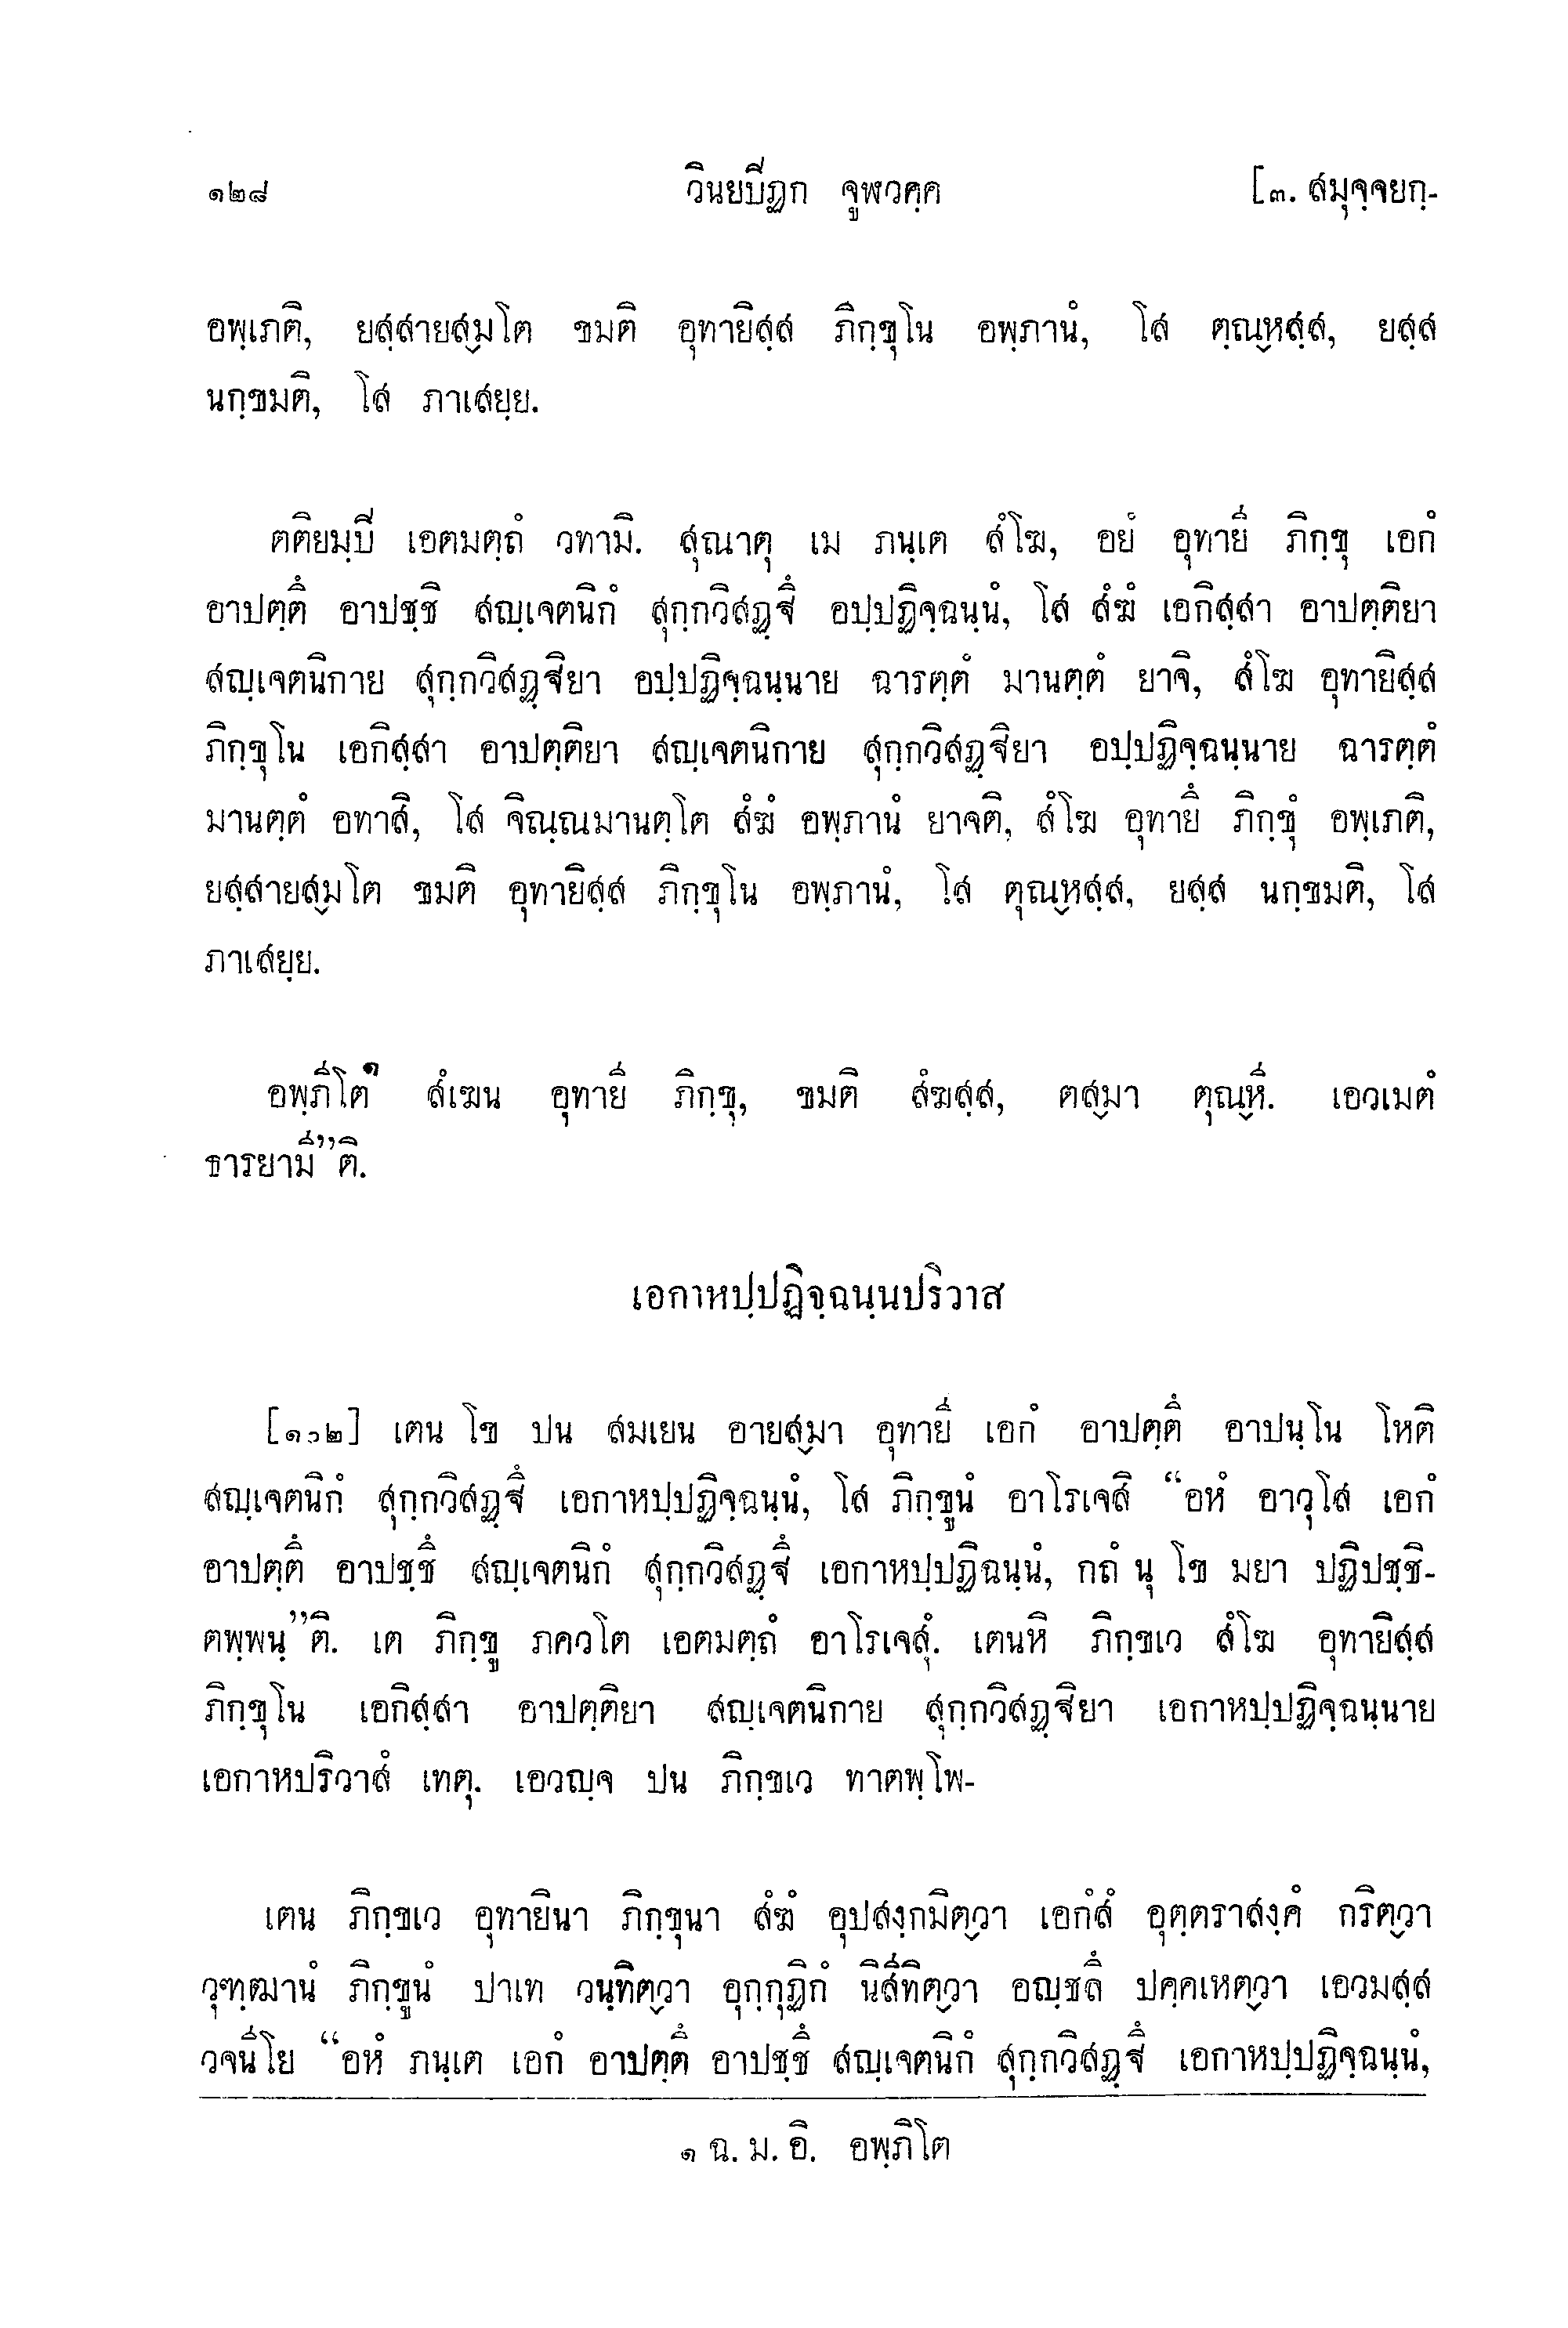 ๑๒๘ วินยปิฏก จูฬวคฺค [๓. สมุจฺจยกฺ-
อพฺเภติ, ยสฺสายสฺมโต ขมติ อุทายิสฺส ภิกฺขุโน อพฺภานํ, โส ตฺณฺหสฺส, ยสฺส
นกฺขมติ, โส ภาเสยฺย.
ตติยมฺปิ เอตมตฺถํ วทามิ. สุณาตุ เม ภนฺเต สํโฆ, อยํ อุทายี ภิกฺขุ เอกํ
อาปตฺตึ อาปชฺชิ สญฺเจตนิกํ สุกฺกวิสฏฺฐึ อปฺปฏิจฺฉนฺนํ, โส สํฆํ เอกิสฺสา อาปตฺติยา
สญฺเจตนิกาย สุกฺกวิสฏฺฐิยา อปฺปฏิจฺฉนฺนาย ฉารตฺตํ มานตฺตํ ยาจิ, สํโฆ อุทายิสฺส
ภิกฺขุโน เอกิสฺสา อาปตฺติยา สญฺเจตนิกาย สุกฺกวิสฏฺฐิยา อปฺปฏิจฺฉนฺนาย ฉารตฺตํ
มานตฺตํ อทาสิ, โส จิณฺณมานตฺโต สํฆํ อพฺภานํ ยาจติ, สํโฆ อุทายึ ภิกฺขุํ อพฺเภติ,
ยสฺสายสฺมโต ขมติ อุทายิสฺส ภิกฺขุโน อพฺภานํ, โส ตุณฺหสฺส, ยสฺส นกฺขมติ, โส
ภาเสยฺย.
อพฺภีโต๑ สํเฆน อุทายี ภิกฺขุ, ขมติ สํฆสฺส, ตสฺมา ตุณฺหี. เอวเมตํ
ธารยามี”ติ.
เอกาหปฺปฏิจฺฉนฺนปริวาส
[๑๐๒] เตน โข ปน สมเยน อายสฺมา อุทายี เอกํ อาปตฺตึ อาปนฺโน โหติ
สญฺเจตนิกํ สุกฺกวิสฏฺฐึ เอกาหปฺปฏิจฺฉนฺนํ, โส ภิกฺขูนํ อาโรเจสิ “อหํ อาวุโส เอกํ
อาปตฺตึ อาปชฺชึ สญฺเจตนิกํ สุกฺกวิสฏฺฐึ เอกาหปฺปฏิฉนฺนํ, กถํ นุ โข มยา ปฏิปชฺชิ-
ตพฺพนฺ”ติ. เต ภิกฺขู ภควโต เอตมตฺถํ อาโรเจสุํ. เตนหิ ภิกฺขเว สํโฆ อุทายิสฺส
ภิกฺขุโน เอกิสฺสา อาปตฺติยา สญฺเจตนิกาย สุกฺกวิสฏฺฐิยา เอกาหปฺปฏิจฺฉนฺนาย
เอกาหปริวาสํ เทตุ. เอวญฺจ ปน ภิกฺขเว ทาตพฺโพ-
เตน ภิกฺขเว อุทายินา ภิกฺขุนา สํฆํ อุปสงฺกมิตฺวา เอกํสํ อุตฺตราสงฺคํ กริตฺวา
วุฑฺฒานํ ภิกฺขูนํ ปาเท วนฺทิตฺวา อุกฺกุฏิกํ นิสีทิตฺวา อญฺชลึ ปคฺคเหตฺวา เอวมสฺส
วจนีโย “อหํ ภนฺเต เอกํ อาปตฺตึ อาปชฺชึ สญฺเจตนิกํ สุกฺกวิสฏฺฐึ เอกาหปฺปฏิจฺฉนฺนํ,
๑ ฉ. ม. อิ. อพฺภิโต